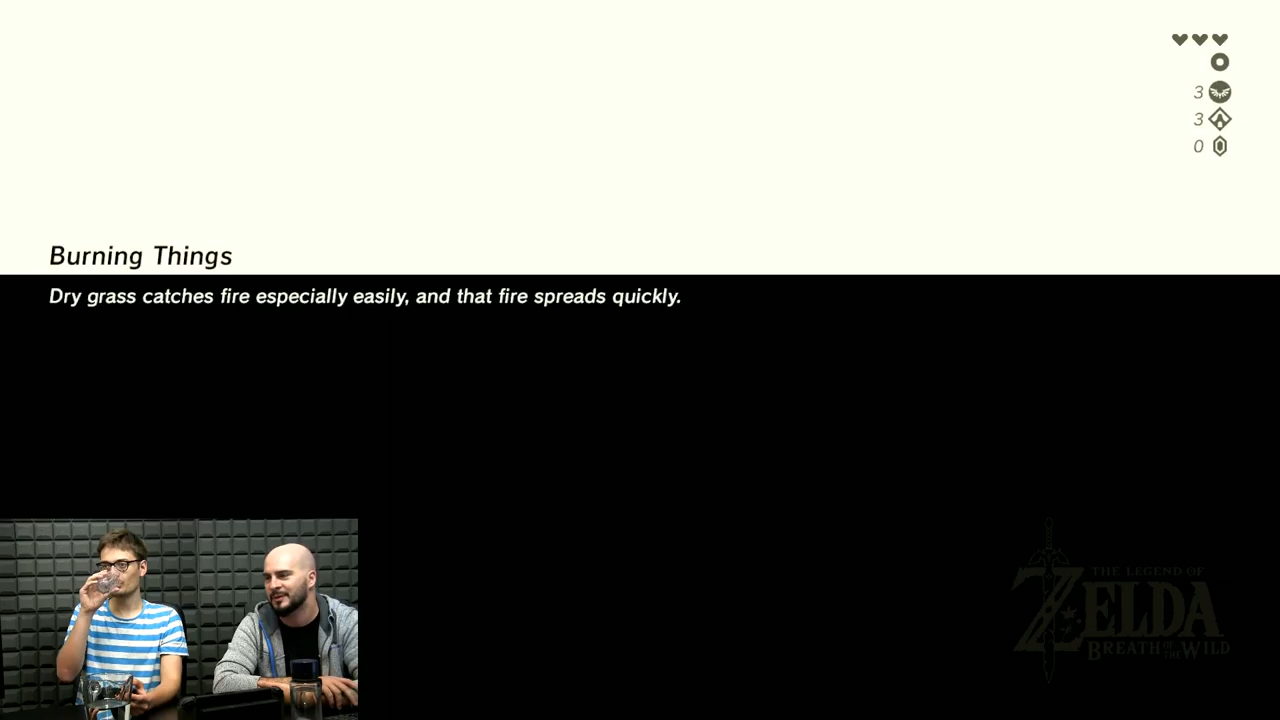 3
3
0
Burning Things
Dry grass catches fire especially easily, and that fire spreads quickly.
THE LEGEND OF
ZELDA
BREATH OF THE WILD